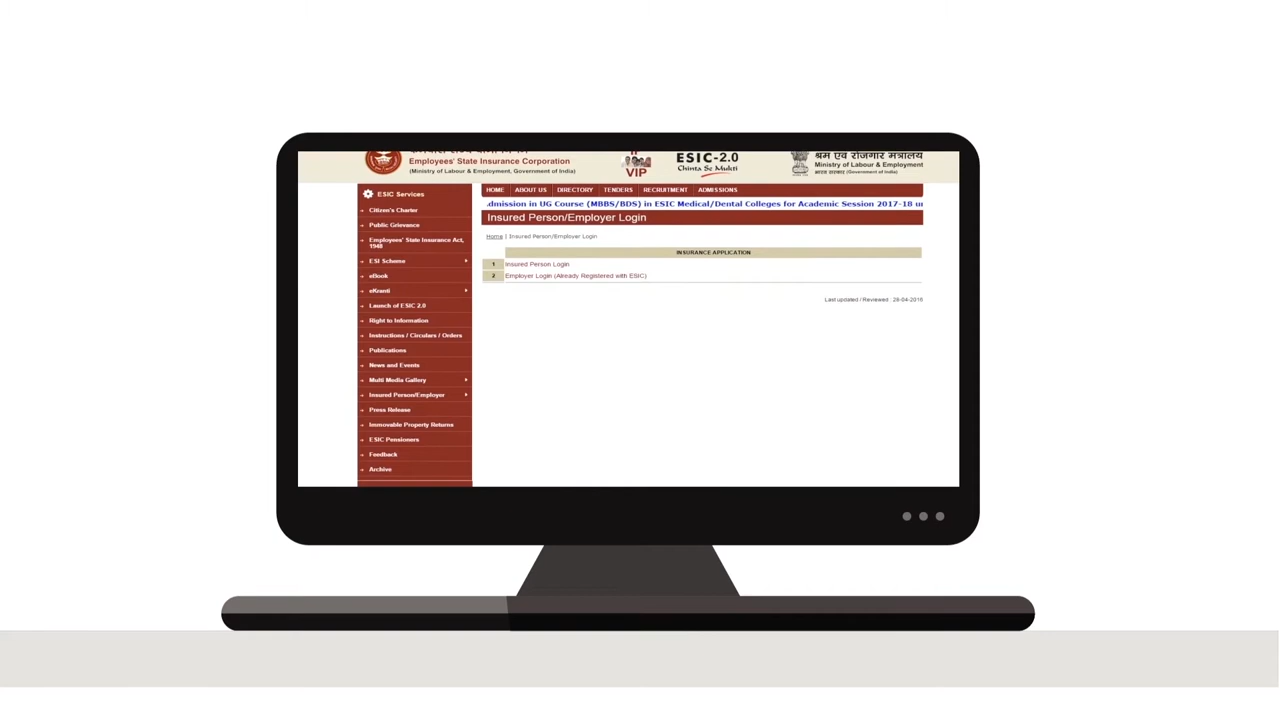 Employees' State Insurance Corporation
(Ministry of Labour & Employment, Government of India)
VIP
ESIC-2.0
Chinta Se Mukti
श्रम एवं रोजगार मंत्रालय
Ministry of Labour & Employment
भारत सरकार (Government of India)
ESIC Services
Citizen's Charter
Public Grievance
Employees' State Insurance Act,
1948
ESI Scheme
eBook
eKranti
Launch of ESIC 2.0
Right to Information
Instructions / Circulars / Orders
Publications
News and Events
Multi Media Gallery
Insured Person/Employer
Press Release
Immovable Property Returns
ESIC Pensioners
Feedback
Archive
HOME ABOUT US DIRECTORY TENDERS RECRUITMENT ADMISSIONS
dmission in UG Course (MBBS/BDS) in ESIC Medical/Dental Colleges for Academic Session 2017-18 u
Insured Person/Employer Login
Home | Insured Person/Employer Login
INSURANCE APPLICATION
1 Insured Person Login
2 Employer Login (Already Registered with ESIC)
Last updated / Reviewed : 26-04-2016